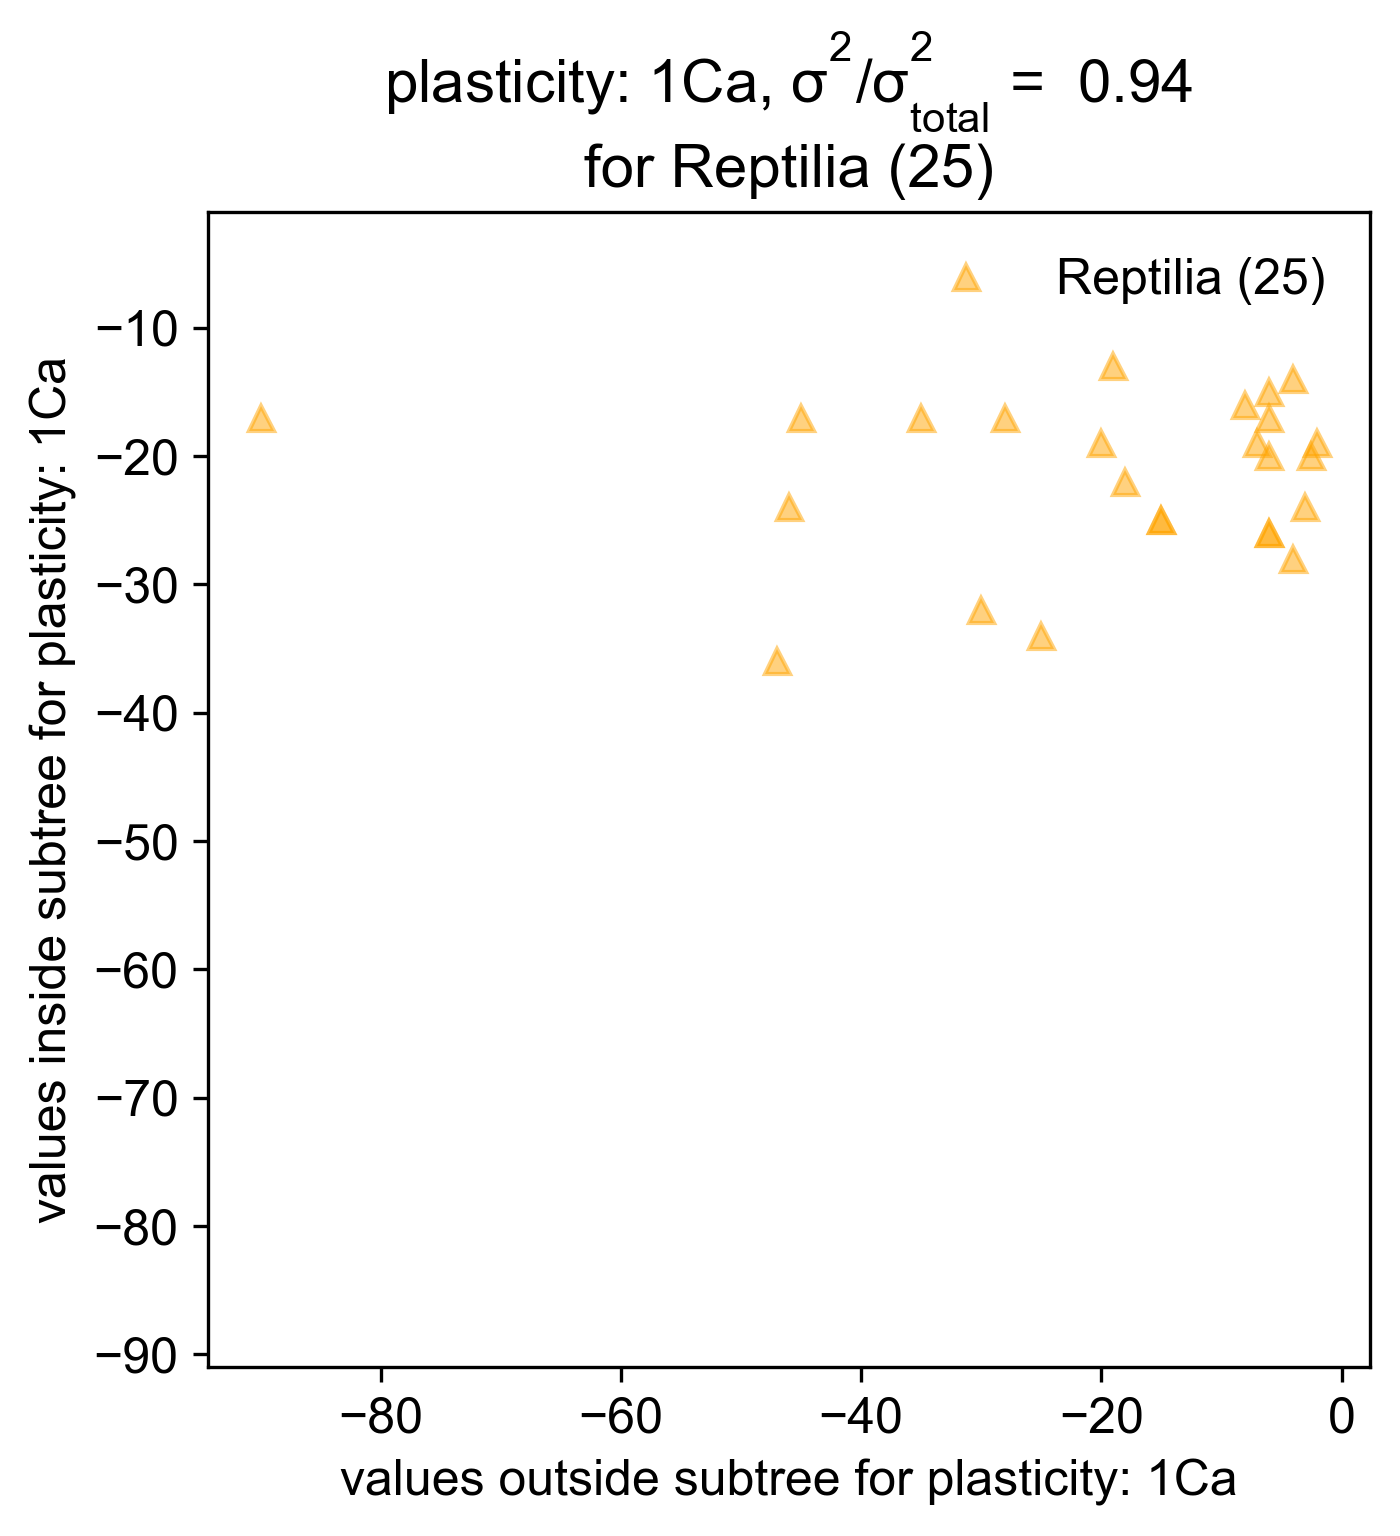 plasticity: 1Ca, σ²/σ²total = 0.94
for Reptilia (25)
Reptilia (25)
−10
−20
−30
−40
−50
−60
−70
−80
−90
values inside subtree for plasticity: 1Ca
−80 −60 −40 −20 0
values outside subtree for plasticity: 1Ca